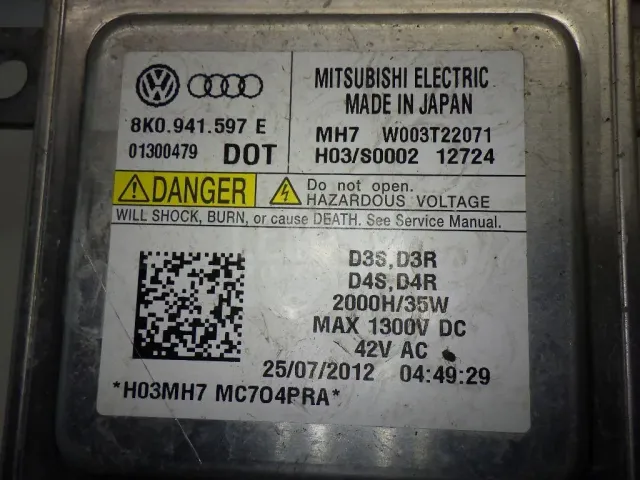 MITSUBISHI ELECTRIC
MADE IN JAPAN
8K0.941.597 E
01300479 DOT
MH7 W003T22071
H03/S0002 12724
DANGER
Do not open.
HAZARDOUS VOLTAGE
WILL SHOCK, BURN, or cause DEATH. See Service Manual.
D3S,D3R
D4S,D4R
2000H/35W
MAX 1300V DC
42V AC
25/07/2012 04:49:29
*H03MH7 MC704PRA*